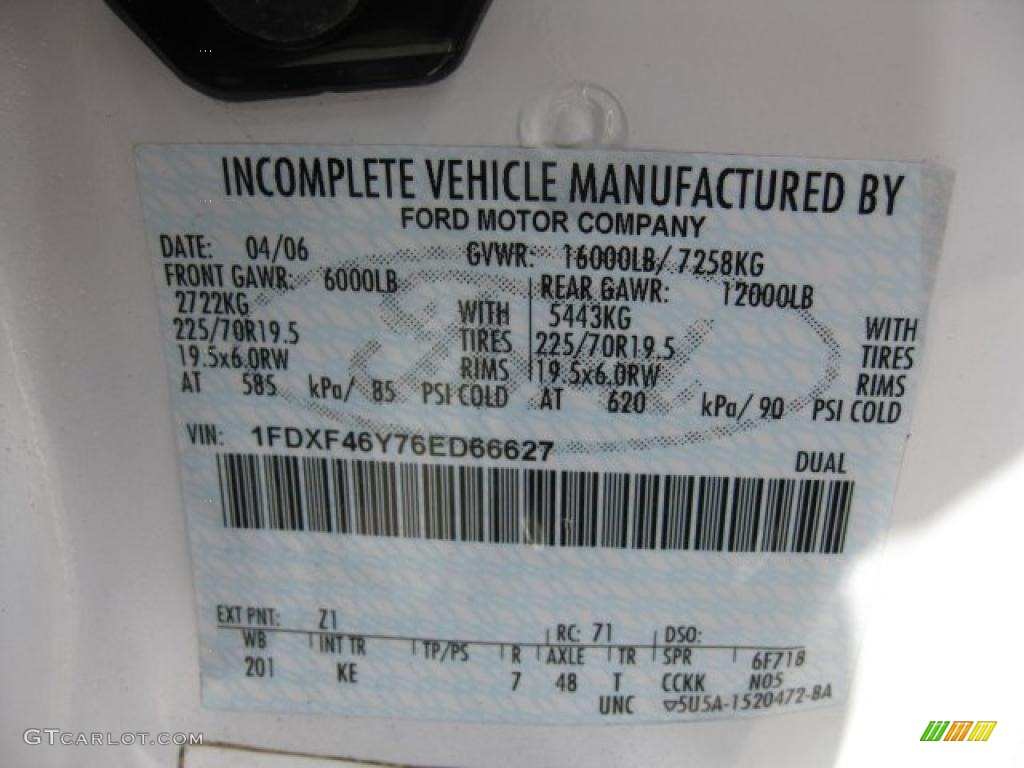 INCOMPLETE VEHICLE MANUFACTURED BY
FORD MOTOR COMPANY
DATE: 04/06 GVWR: 16000LB/ 7258KG
FRONT GAWR: 6000LB REAR GAWR: 12000LB
2722KG WITH 5443KG WITH
225/70R19.5 TIRES 225/70R19.5 TIRES
19.5x6.0RW RIMS 19.5x6.0RW RIMS
AT 585 kPa/ 85 PSI COLD AT 620 kPa/ 90 PSI COLD
VIN: 1FDXF46Y76ED66627
DUAL
EXT PNT: Z1 RC: 71 DSO:
WB INT TR TP/PS R AXLE TR SPR 6F718
201 KE 7 48 T CCKK N05
UNC ▽5U5A-1520472-BA
GTCARLOT.COM